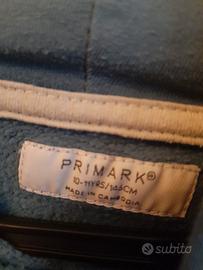 PRIMARK®
10-11YRS/146CM
MADE IN CAMBODIA
subito